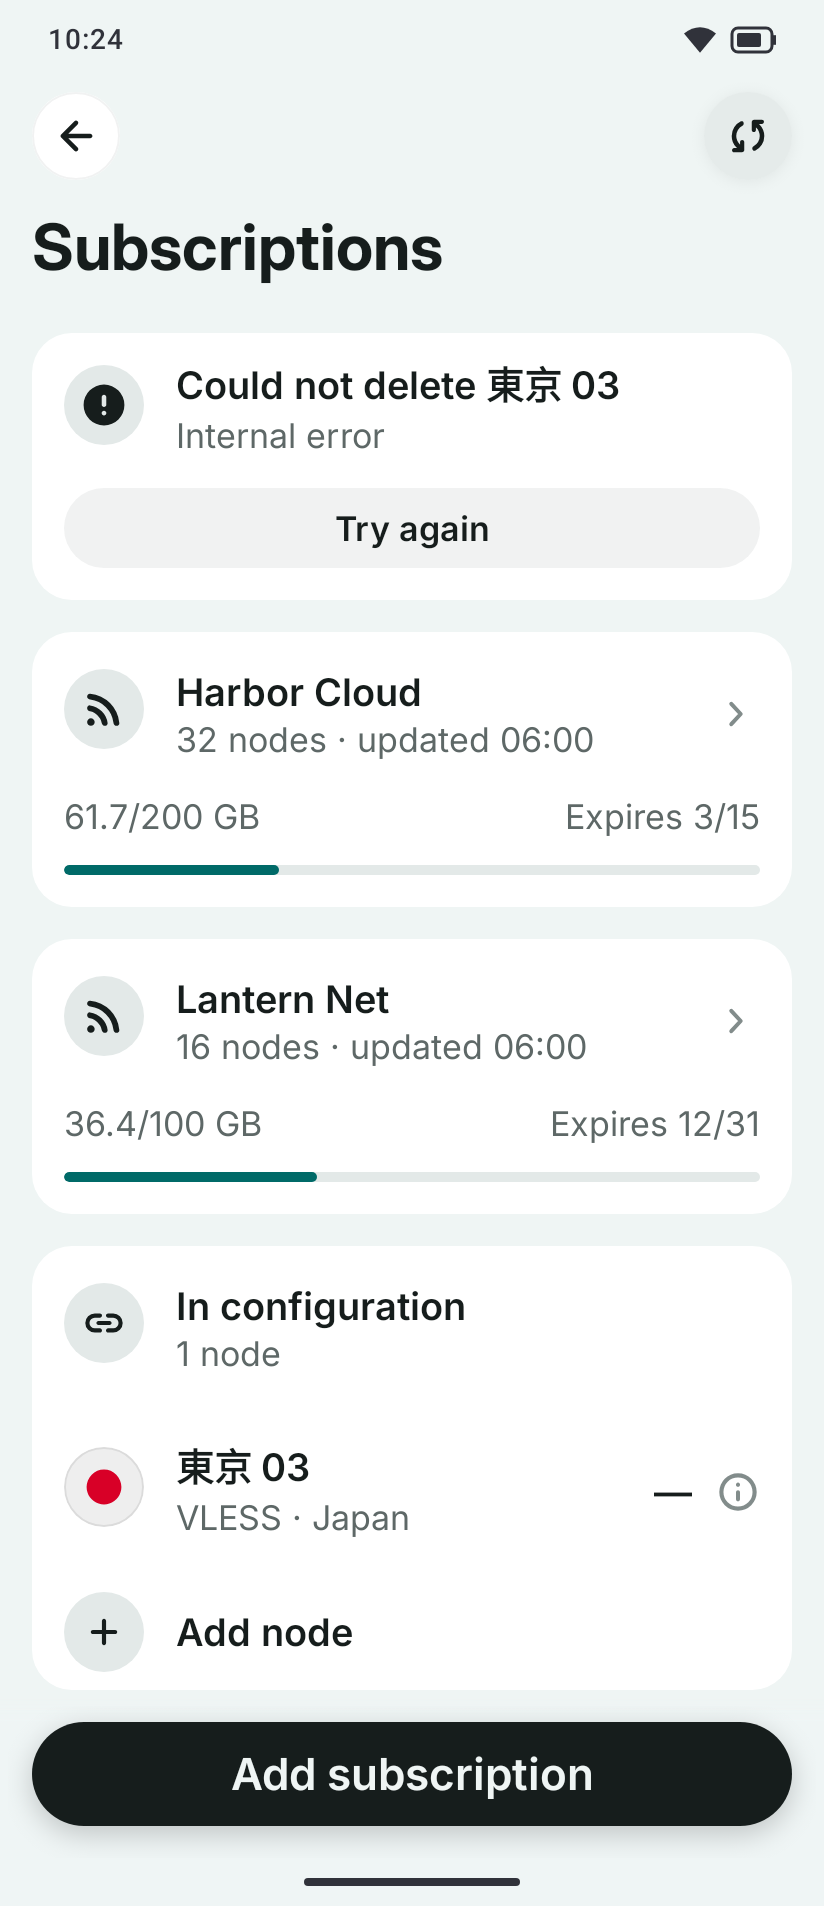 10:24
Subscriptions
Could not delete 東京 03
Internal error
Try again
Harbor Cloud
32 nodes · updated 06:00
61.7/200 GB
Expires 3/15
Lantern Net
16 nodes · updated 06:00
36.4/100 GB
Expires 12/31
In configuration
1 node
東京 03
VLESS · Japan
—
Add node
Add subscription